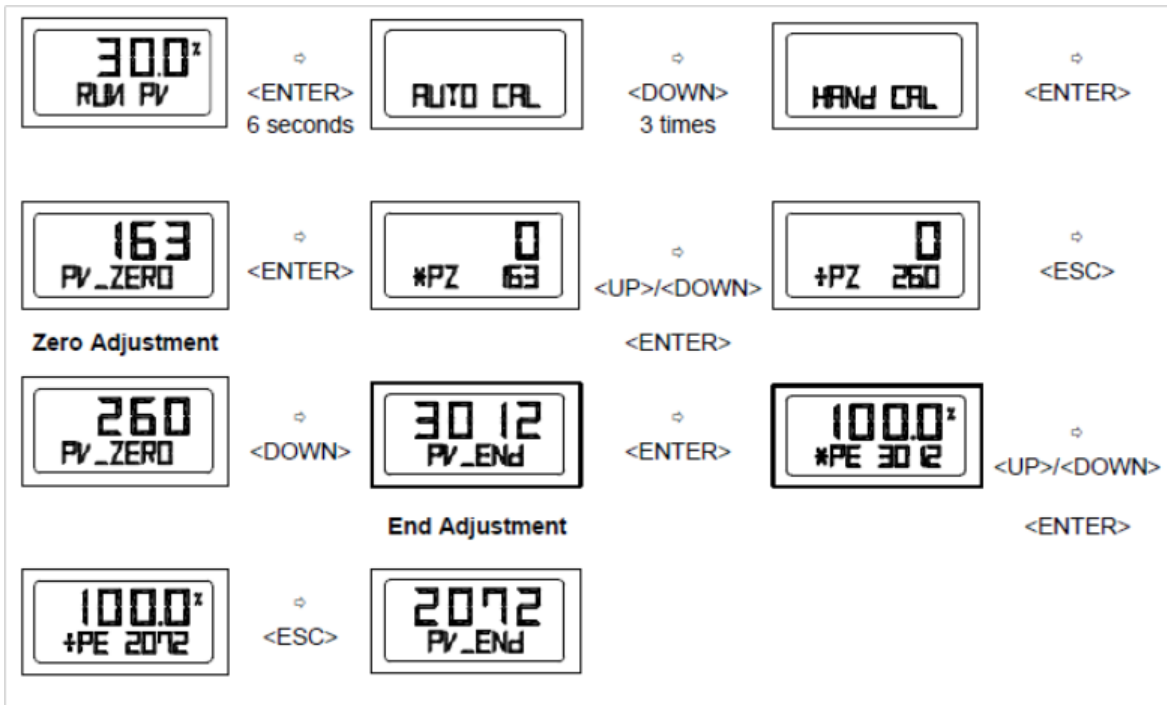 30.0%
RUN PV
⇨
<ENTER>
6 seconds
AUTO CAL
⇨
<DOWN>
3 times
HANd CAL
⇨
<ENTER>
163
PV_ZERO
⇨
<ENTER>
0
*PZ 163
⇨
<UP>/<DOWN>
<ENTER>
0
+PZ 260
⇨
<ESC>
Zero Adjustment
260
PV_ZERO
⇨
<DOWN>
3012
PV_ENd
⇨
<ENTER>
100.0%
*PE 3012
⇨
<UP>/<DOWN>
<ENTER>
End Adjustment
100.0%
+PE 2072
⇨
<ESC>
2072
PV_ENd